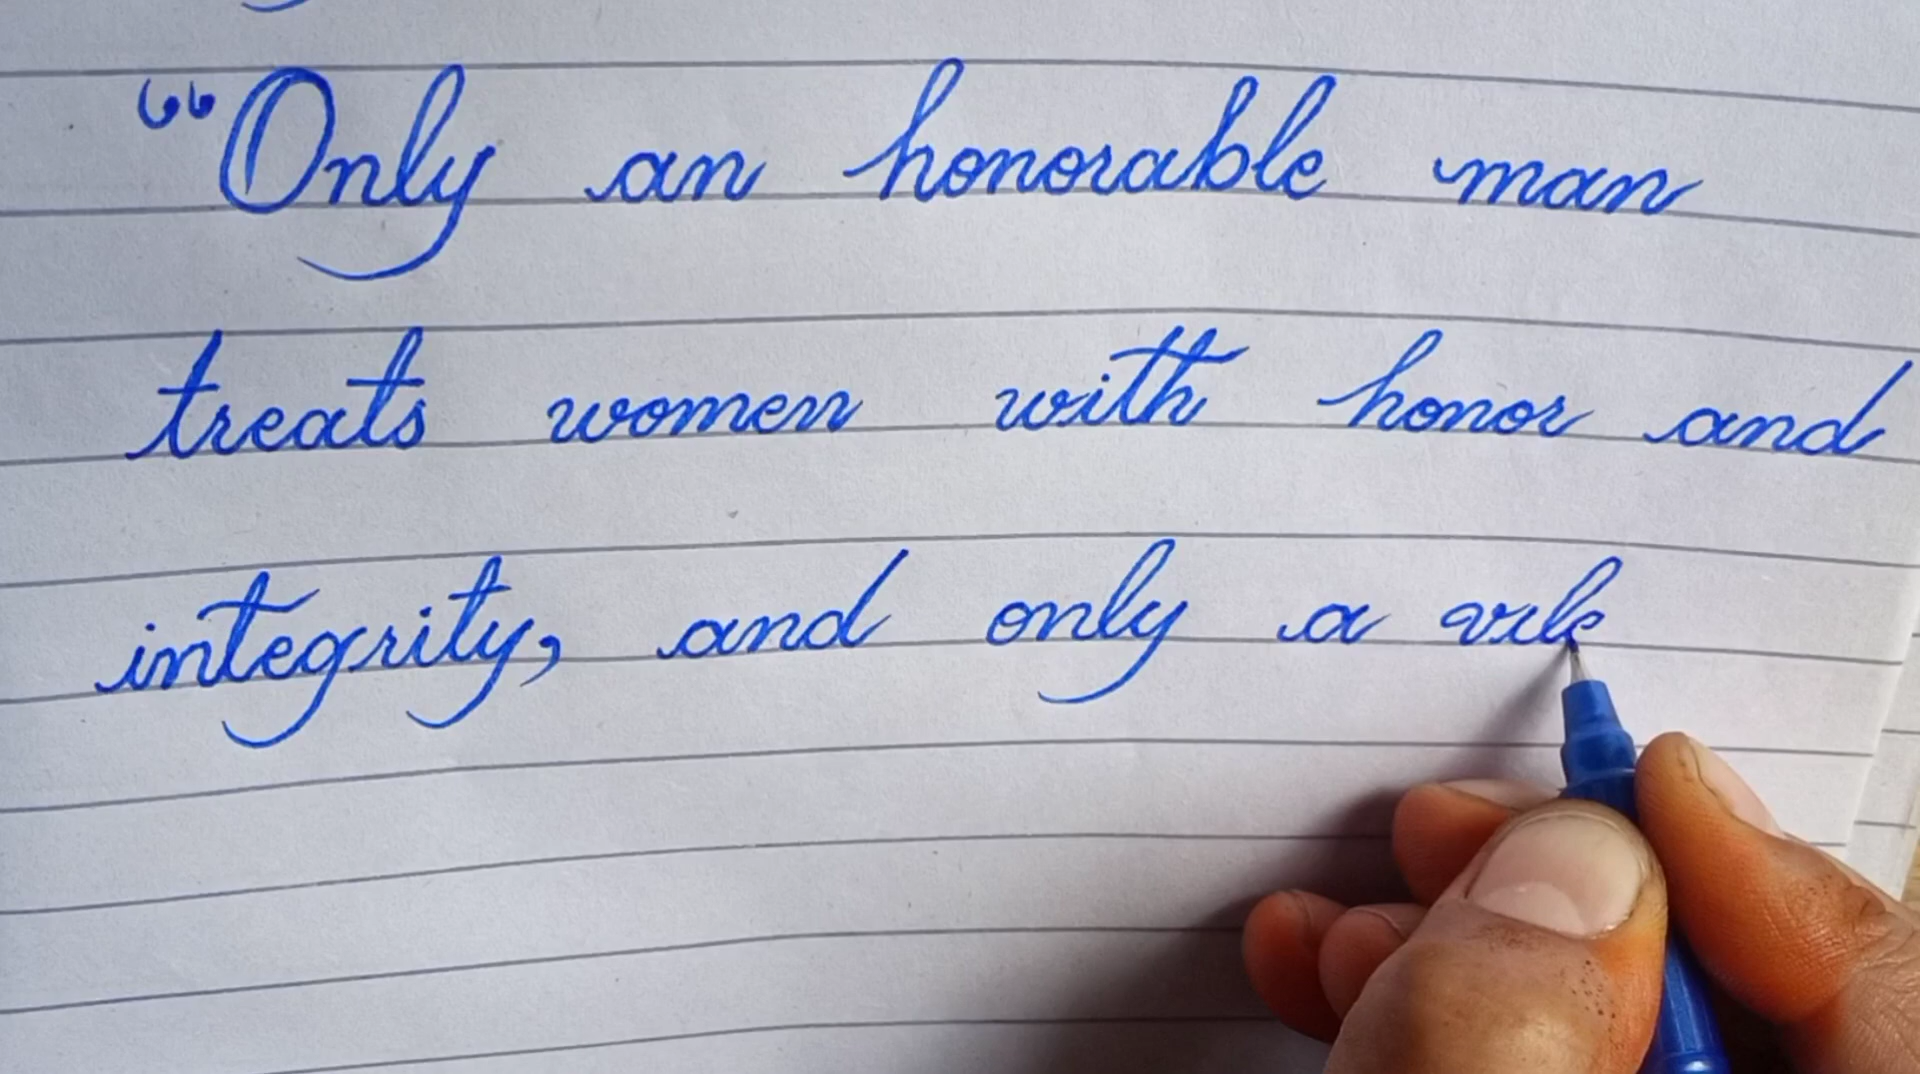 “Only an honorable man
treats women with honor and
integrity, and only a vile